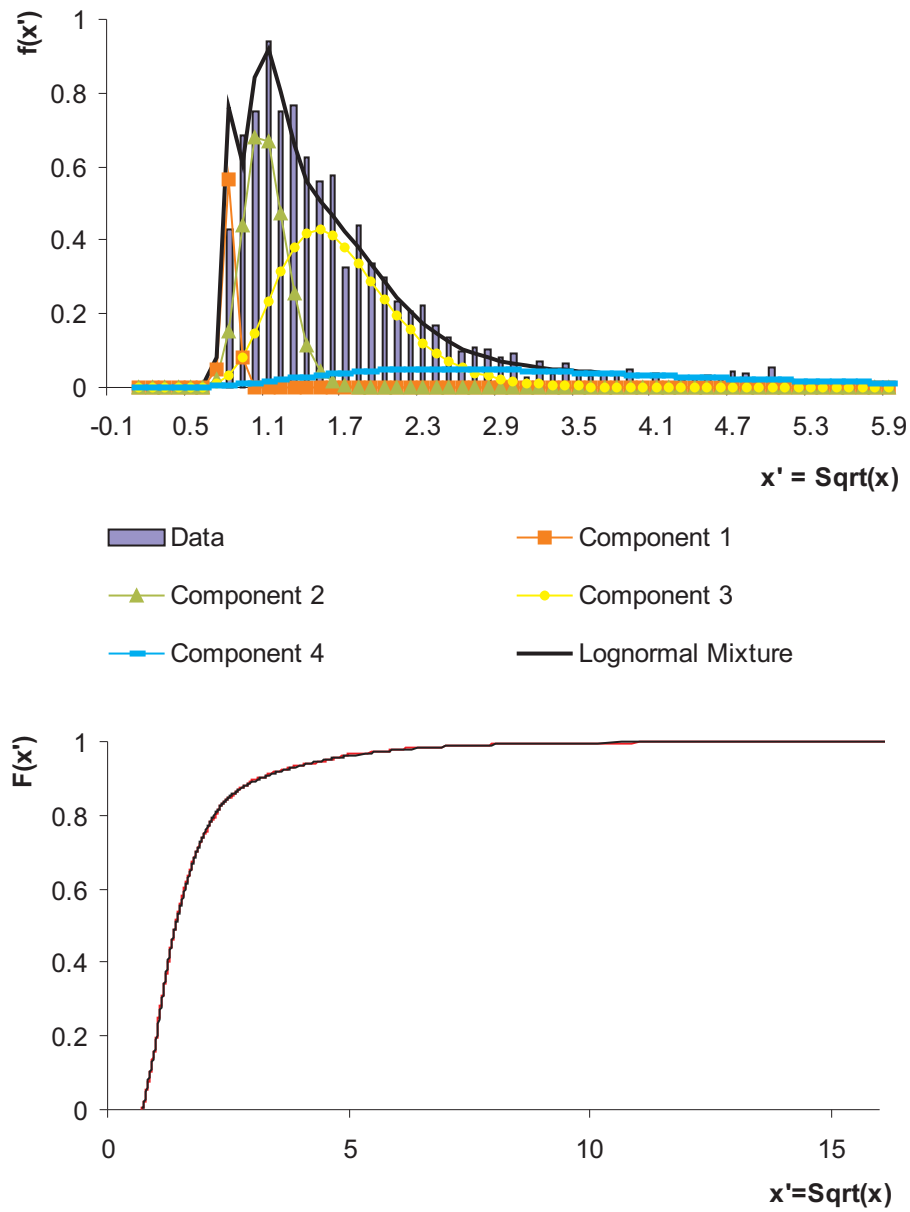 f(x')
1
0.8
0.6
0.4
0.2
0
-0.1 0.5 1.1 1.7 2.3 2.9 3.5 4.1 4.7 5.3 5.9
x' = Sqrt(x)
Data
Component 1
Component 2
Component 3
Component 4
Lognormal Mixture
F(x')
1
0.8
0.6
0.4
0.2
0
0 5 10 15
x'=Sqrt(x)